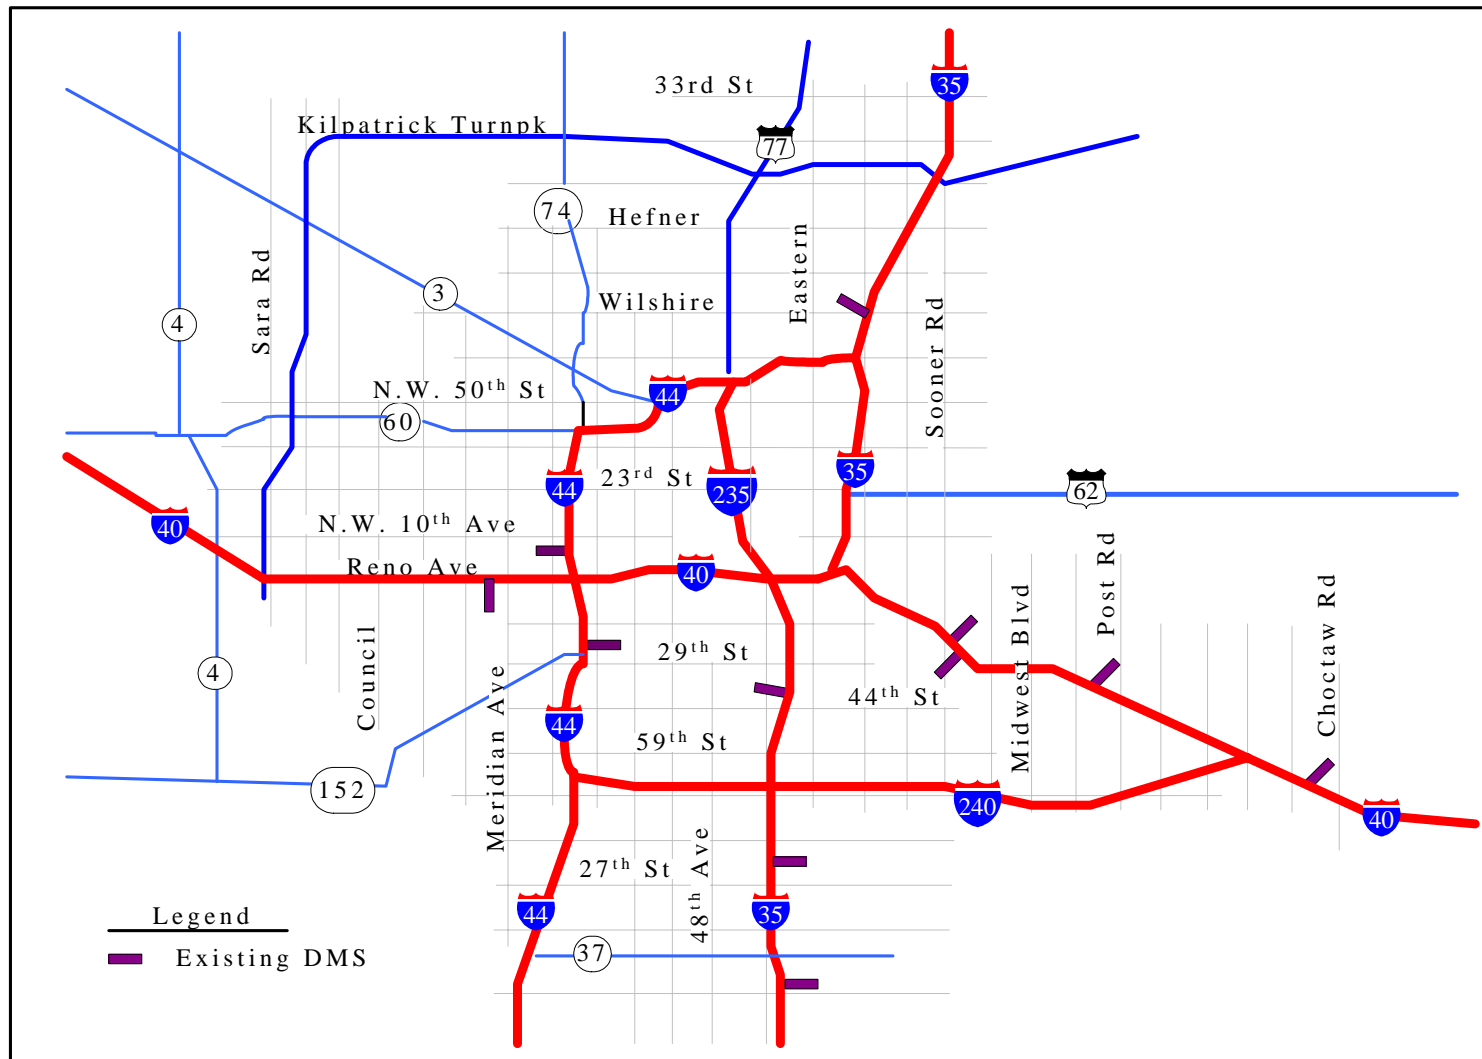 33rd St
35
Kilpatrick Turnpk
77
74
Hefner
Eastern
Sara Rd
3
Wilshire
4
Sooner Rd
N.W. 50th St
44
60
23rd St
44
235
35
62
40
N.W. 10th Ave
Reno Ave
40
Post Rd
Choctaw Rd
Midwest Blvd
Council
29th St
4
44th St
Meridian Ave
44
59th St
152
240
40
27th St
48th Ave
44
35
Legend
37
Existing DMS